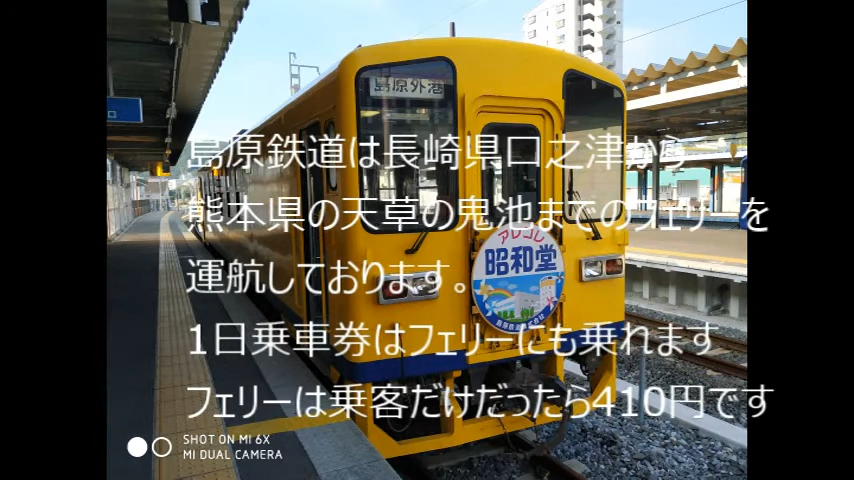 島原外港
島原鉄道は長崎県口之津から
熊本県の天草の鬼池までのフェリーを
運航しております。
1日乗車券はフェリーにも乗れます
フェリーは乗客だけだったら410円です
昭和堂
SHOT ON MI 6X
MI DUAL CAMERA